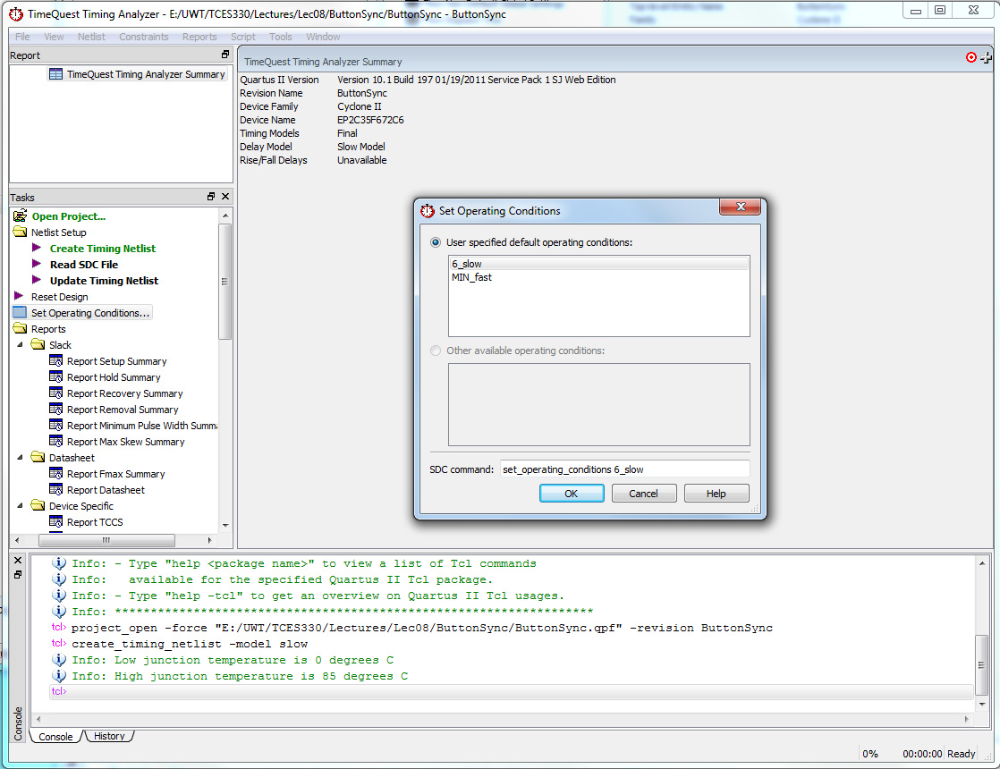 TimeQuest Timing Analyzer - E:/UWT/TCES330/Lectures/Lec08/ButtonSync/ButtonSync - ButtonSync
File View Netlist Constraints Reports Script Tools Window
Report
TimeQuest Timing Analyzer Summary
TimeQuest Timing Analyzer Summary
Quartus II Version Version 10.1 Build 197 01/19/2011 Service Pack 1 SJ Web Edition
Revision Name ButtonSync
Device Family Cyclone II
Device Name EP2C35F672C6
Timing Models Final
Delay Model Slow Model
Rise/Fall Delays Unavailable
Tasks
Open Project...
Netlist Setup
Create Timing Netlist
Read SDC File
Update Timing Netlist
Reset Design
Set Operating Conditions...
Reports
Slack
Report Setup Summary
Report Hold Summary
Report Recovery Summary
Report Removal Summary
Report Minimum Pulse Width Summa
Report Max Skew Summary
Datasheet
Report Fmax Summary
Report Datasheet
Device Specific
Report TCCS
Set Operating Conditions
User specified default operating conditions:
6_slow
MIN_fast
Other available operating conditions:
SDC command: set_operating_conditions 6_slow
OK Cancel Help
Info: - Type "help <package name>" to view a list of Tcl commands
Info:   available for the specified Quartus II Tcl package.
Info: - Type "help -tcl" to get an overview on Quartus II Tcl usages.
Info: *******************************************************************
tcl> project_open -force "E:/UWT/TCES330/Lectures/Lec08/ButtonSync/ButtonSync.qpf" -revision ButtonSync
tcl> create_timing_netlist -model slow
Info: Low junction temperature is 0 degrees C
Info: High junction temperature is 85 degrees C
tcl>
Console
Console History
0% 00:00:00 Ready